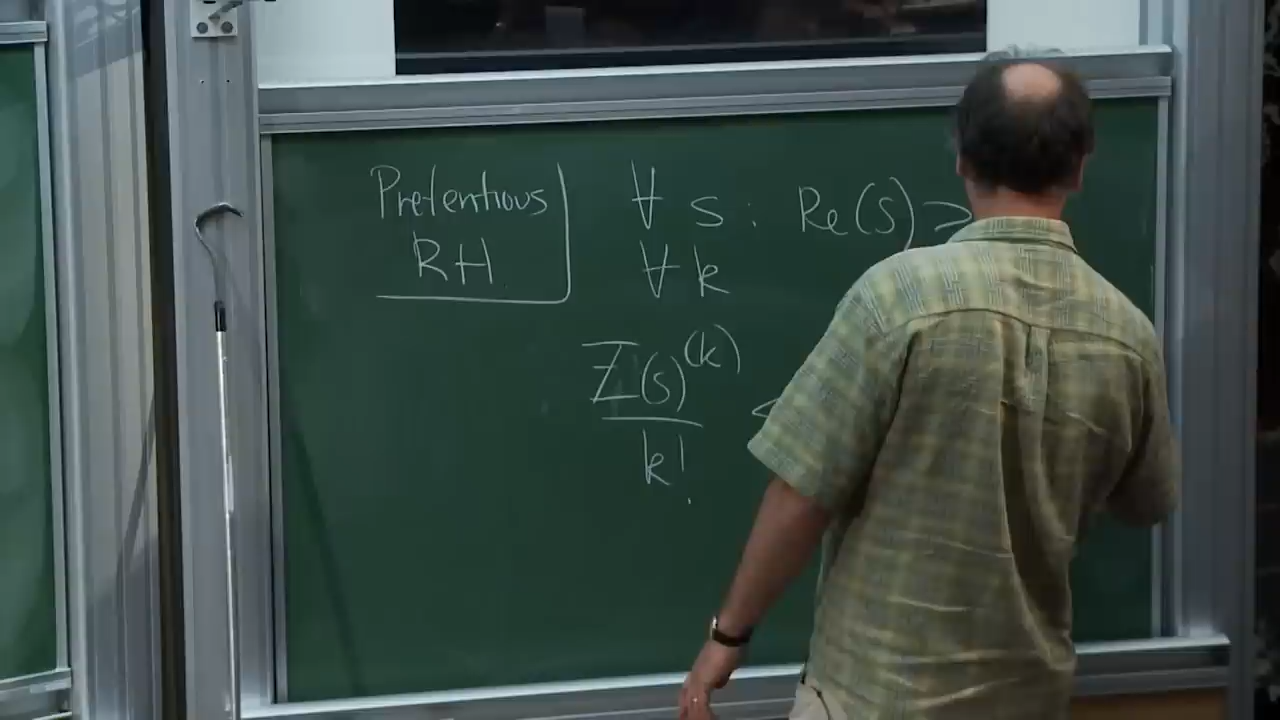 Pretentious
RH
∀ s : Re(s) >
∀ k
Z(s)^(k)
k!
<